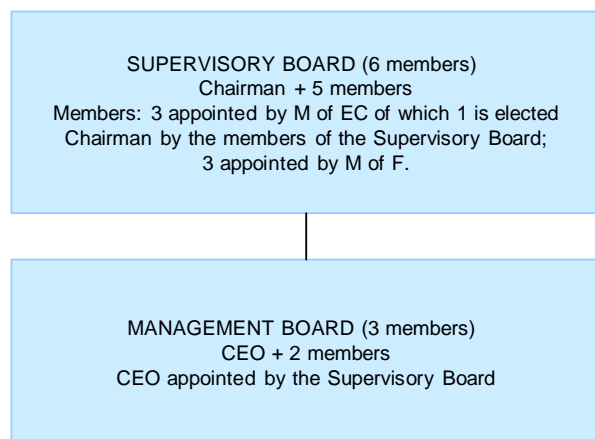 SUPERVISORY BOARD (6 members)
Chairman + 5 members
Members: 3 appointed by M of EC of which 1 is elected
Chairman by the members of the Supervisory Board;
3 appointed by M of F.
MANAGEMENT BOARD (3 members)
CEO + 2 members
CEO appointed by the Supervisory Board